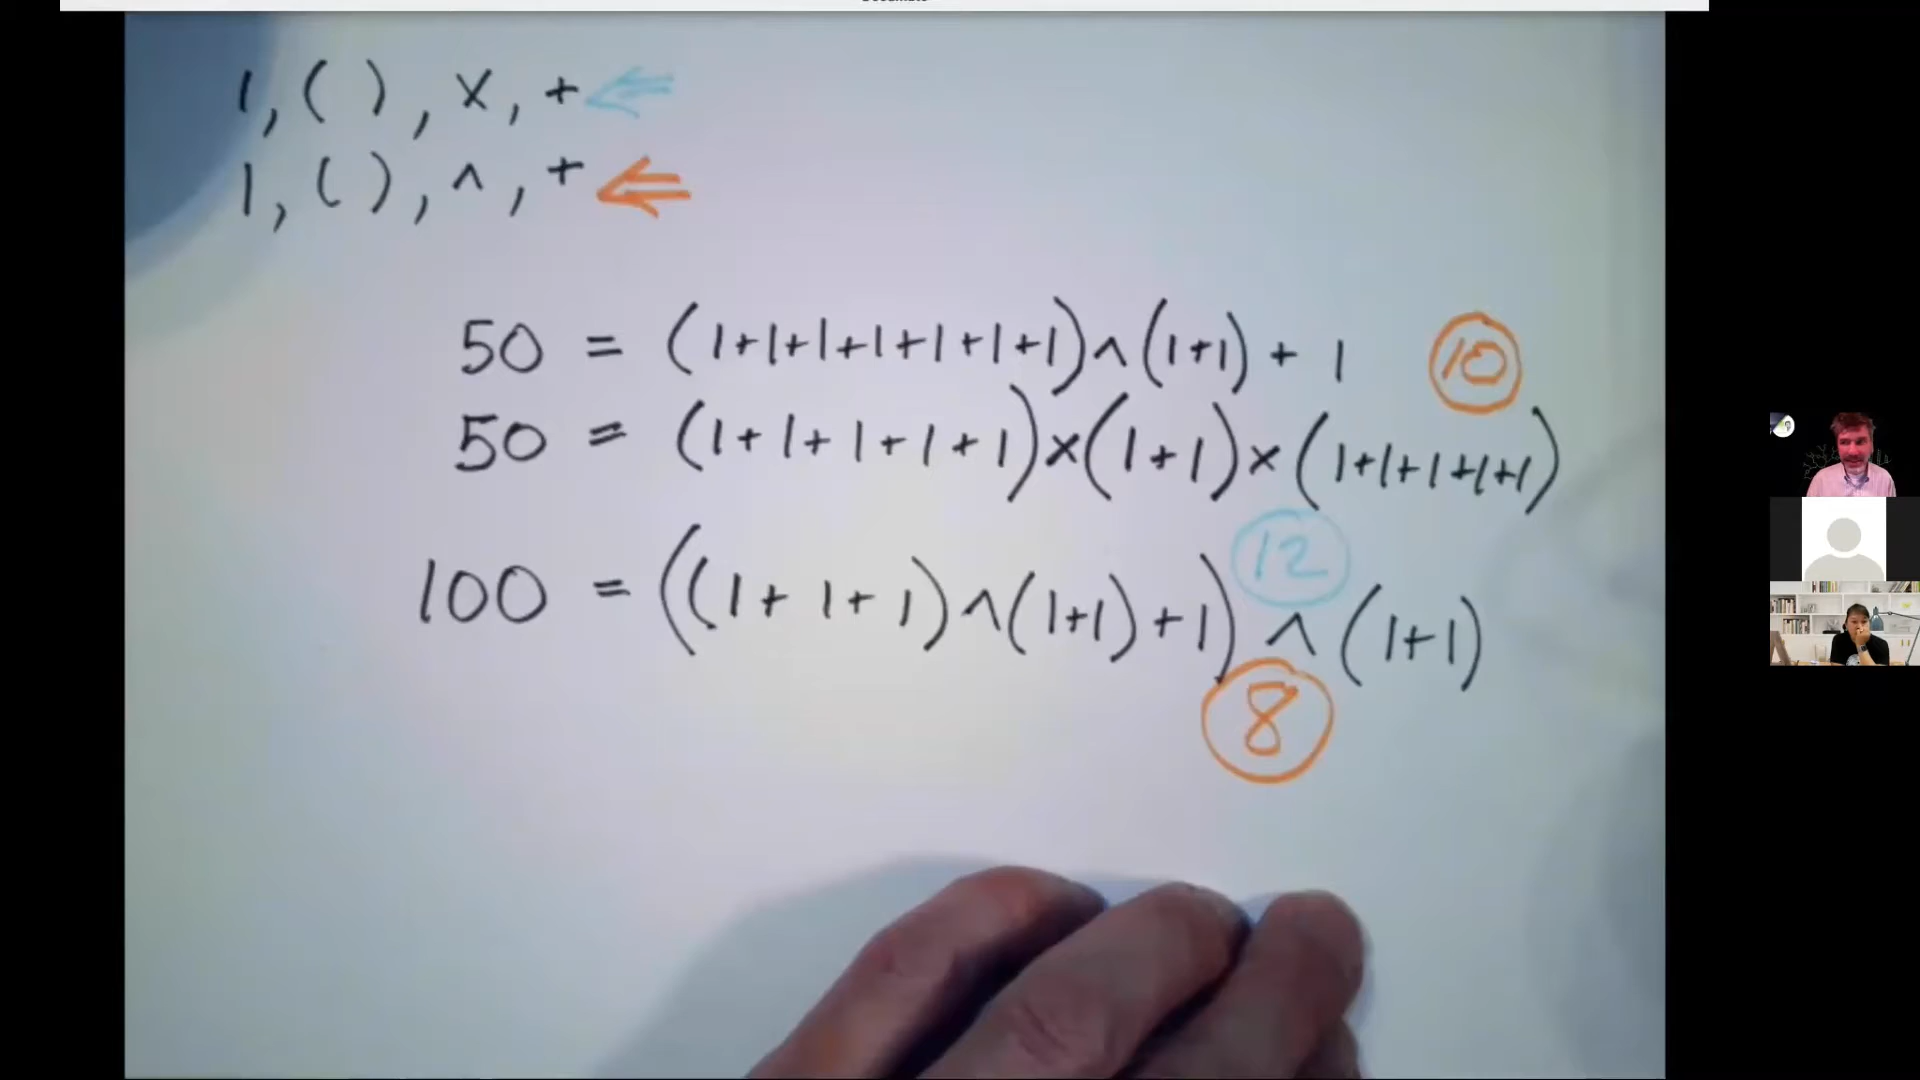 1, ( ), x, +
1, ( ), ^, +
50 = (1+1+1+1+1+1+1)^(1+1) + 1 10
50 = (1+1+1+1+1)x(1+1)x(1+1+1+1+1)
12
100 = ((1+1+1)^(1+1)+1)^(1+1)
8